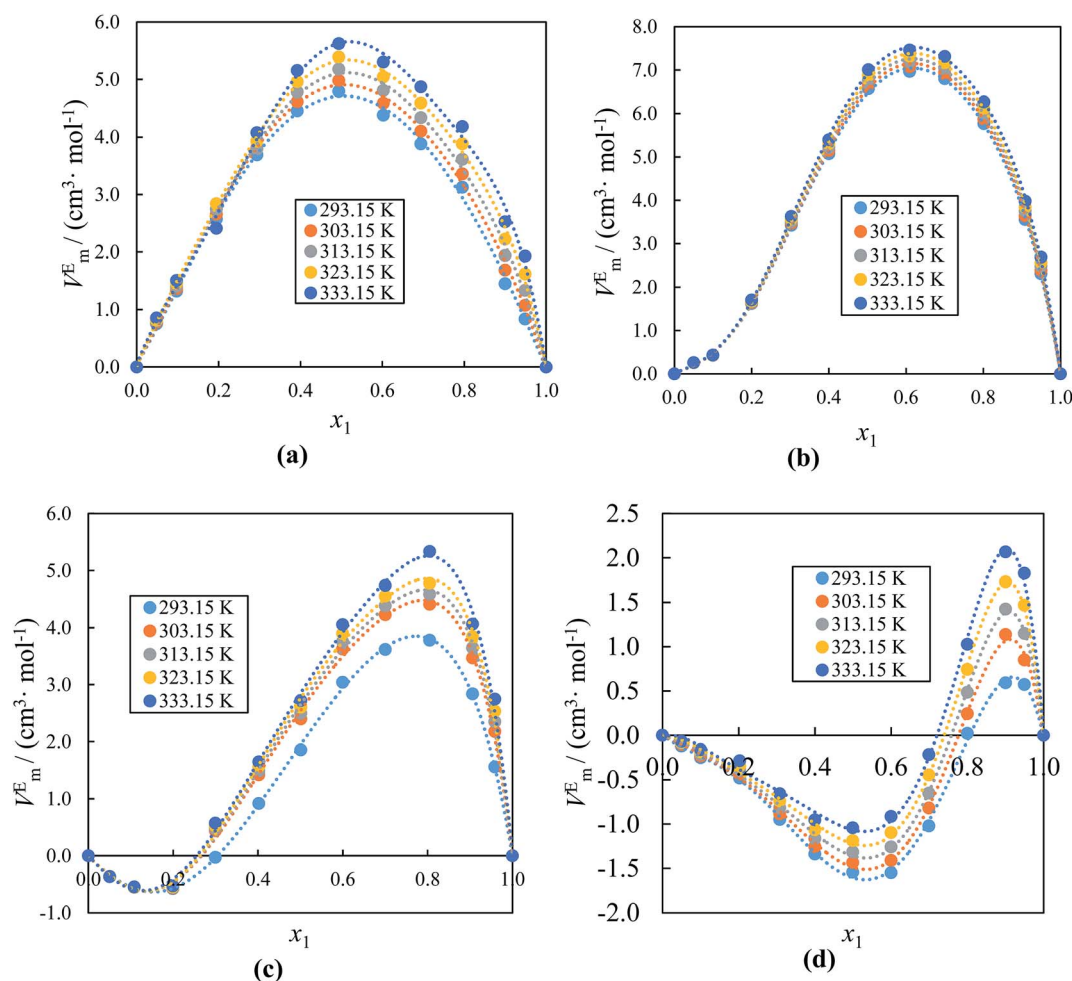 6.0
5.0
4.0
3.0
2.0
1.0
0.0
V^E_m / (cm³· mol⁻¹)
293.15 K
303.15 K
313.15 K
323.15 K
333.15 K
0.0 0.2 0.4 0.6 0.8 1.0
x₁
(a)
8.0
7.0
6.0
5.0
4.0
3.0
2.0
1.0
0.0
V^E_m / (cm³· mol⁻¹)
293.15 K
303.15 K
313.15 K
323.15 K
333.15 K
0.0 0.2 0.4 0.6 0.8 1.0
x₁
(b)
6.0
5.0
4.0
3.0
2.0
1.0
0.0
-1.0
V^E_m / (cm³· mol⁻¹)
293.15 K
303.15 K
313.15 K
323.15 K
333.15 K
0.0 0.2 0.4 0.6 0.8 1.0
x₁
(c)
2.5
2.0
1.5
1.0
0.5
0.0
-0.5
-1.0
-1.5
-2.0
V^E_m / (cm³· mol⁻¹)
293.15 K
303.15 K
313.15 K
323.15 K
333.15 K
0.0 0.2 0.4 0.6 0.8 1.0
x₁
(d)